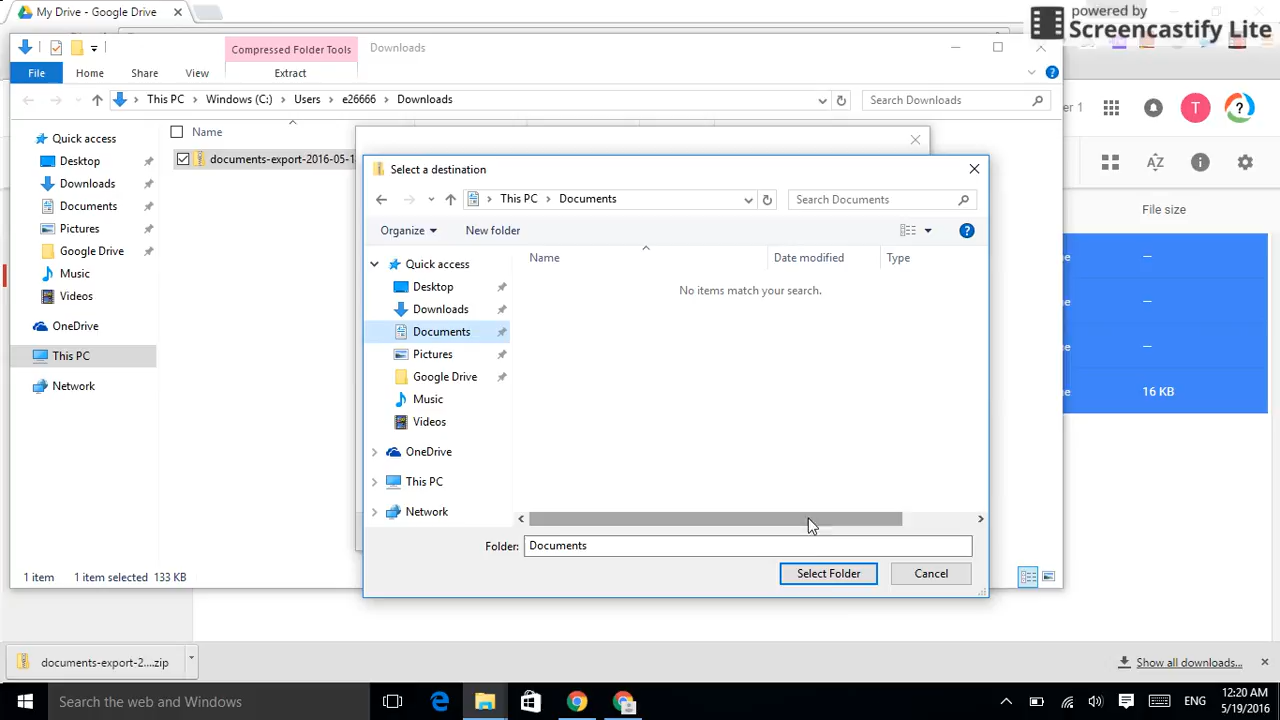 My Drive - Google Drive
powered by
Screencastify Lite
Compressed Folder Tools
Downloads
File
Home
Share
View
Extract
This PC
Windows (C:)
Users
e26666
Downloads
Search Downloads
er 1
T
Quick access
Desktop
Downloads
Documents
Pictures
Google Drive
Music
Videos
OneDrive
This PC
Network
Name
documents-export-2016-05-1
Select a destination
This PC
Documents
Search Documents
Organize
New folder
Quick access
Desktop
Downloads
Documents
Pictures
Google Drive
Music
Videos
OneDrive
This PC
Network
Name
Date modified
Type
No items match your search.
Folder:
Documents
Select Folder
Cancel
File size
e
—
e
—
e
—
e
16 KB
1 item
1 item selected 133 KB
documents-export-2....zip
Show all downloads...
Search the web and Windows
ENG
12:20 AM
5/19/2016